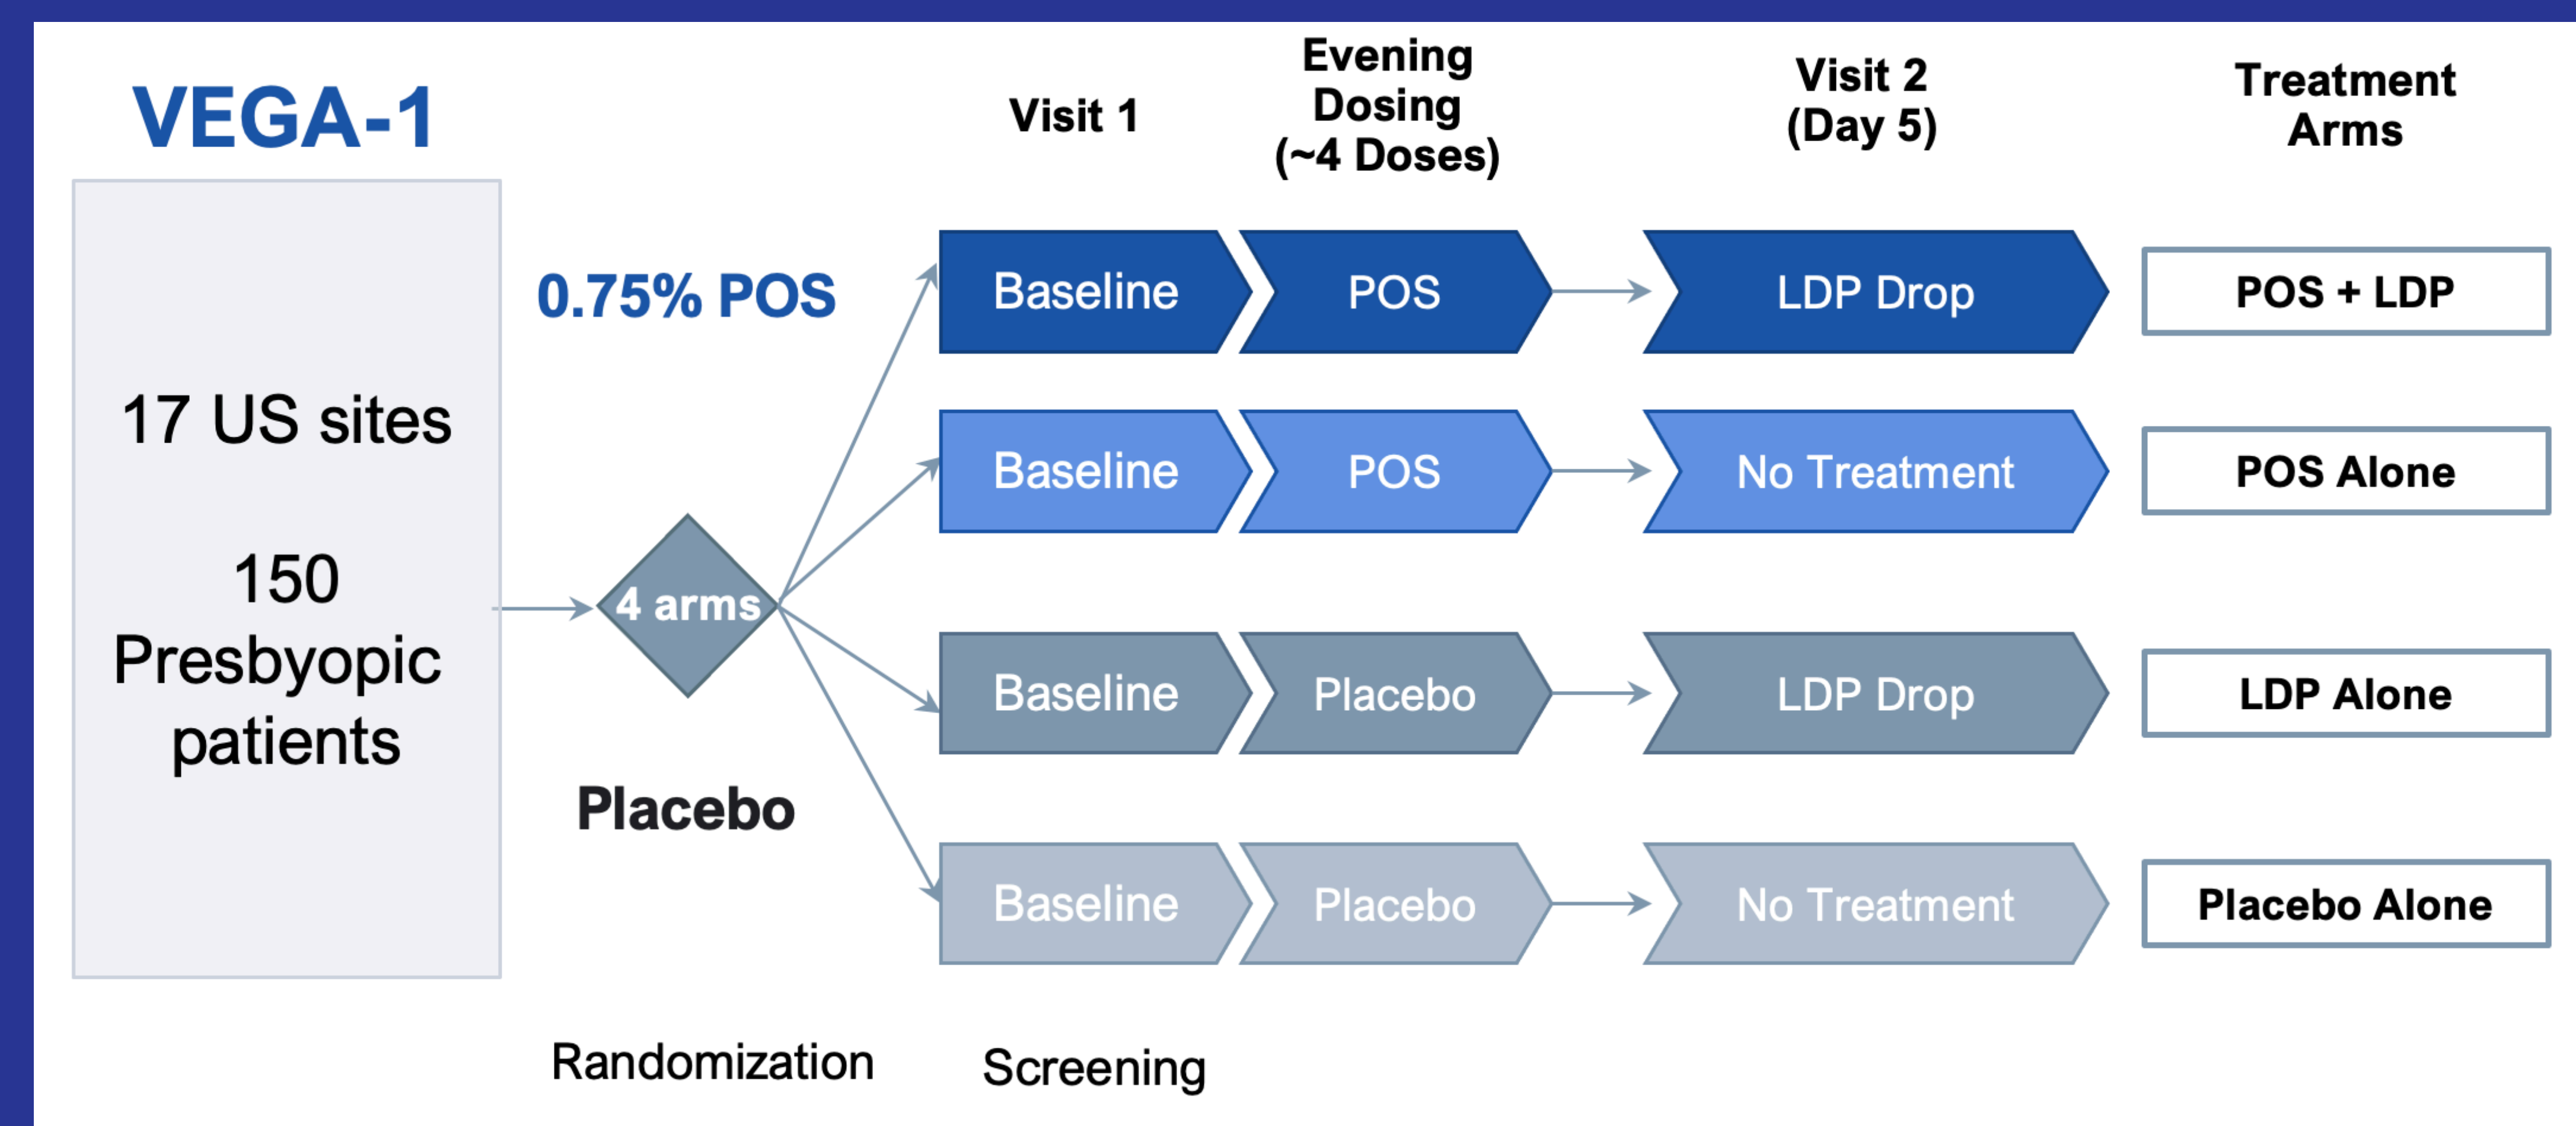 VEGA-1
17 US sites
150
Presbyopic
patients
0.75% POS
4 arms
Placebo
Randomization
Visit 1
Evening
Dosing
(~4 Doses)
Visit 2
(Day 5)
Treatment
Arms
Baseline
POS
LDP Drop
POS + LDP
Baseline
POS
No Treatment
POS Alone
Baseline
Placebo
LDP Drop
LDP Alone
Baseline
Placebo
No Treatment
Placebo Alone
Screening